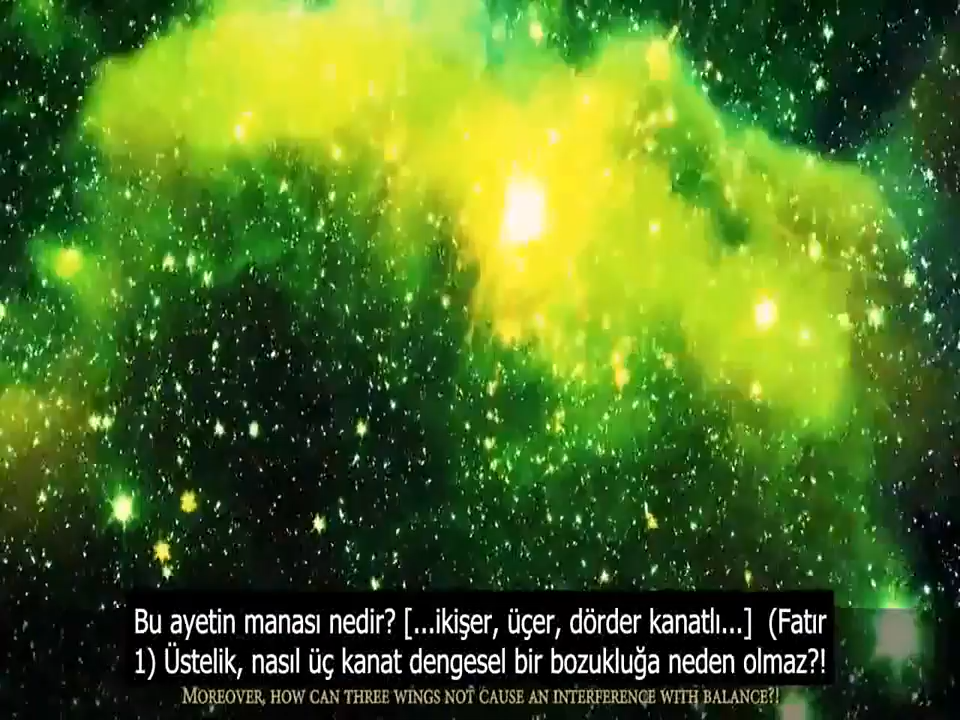 Bu ayetin manası nedir? [...ikişer, üçer, dörder kanatlı...]  (Fatır
1) Üstelik, nasıl üç kanat dengesel bir bozukluğa neden olmaz?!
MOREOVER, HOW CAN THREE WINGS NOT CAUSE AN INTERFERENCE WITH BALANCE?!